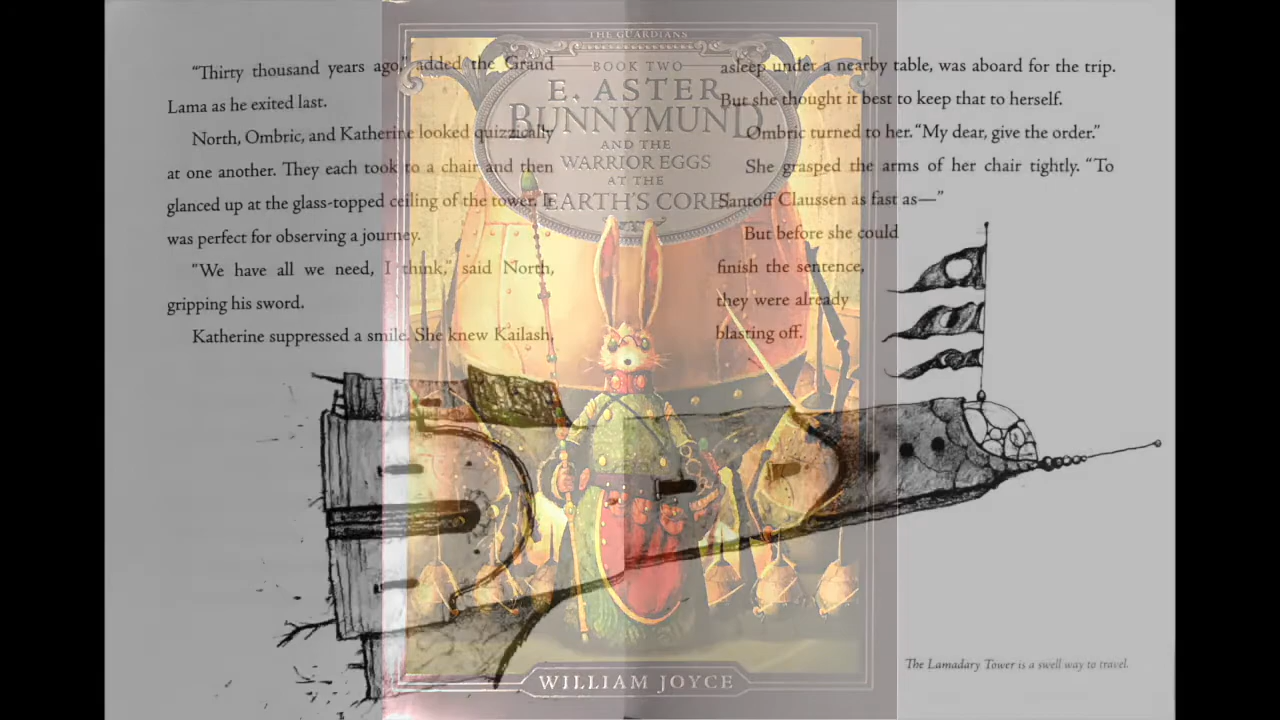 "Thirty thousand years ago," added the Grand
Lama as he exited last.
North, Ombric, and Katherine looked quizzically
at one another. They each took to a chair and then
glanced up at the glass-topped ceiling of the tower. It
was perfect for observing a journey.
"We have all we need, I think," said North,
gripping his sword.
Katherine suppressed a smile. She knew Kailash,
asleep under a nearby table, was aboard for the trip.
But she thought it best to keep that to herself.
Ombric turned to her. "My dear, give the order."
She grasped the arms of her chair tightly. "To
Santoff Claussen as fast as—"
But before she could
finish the sentence,
they were already
blasting off.
The Lamadary Tower is a swell way to travel.
THE GUARDIANS
BOOK TWO
E. ASTER
BUNNYMUND
AND THE
WARRIOR EGGS
AT THE
EARTH'S CORE
WILLIAM JOYCE